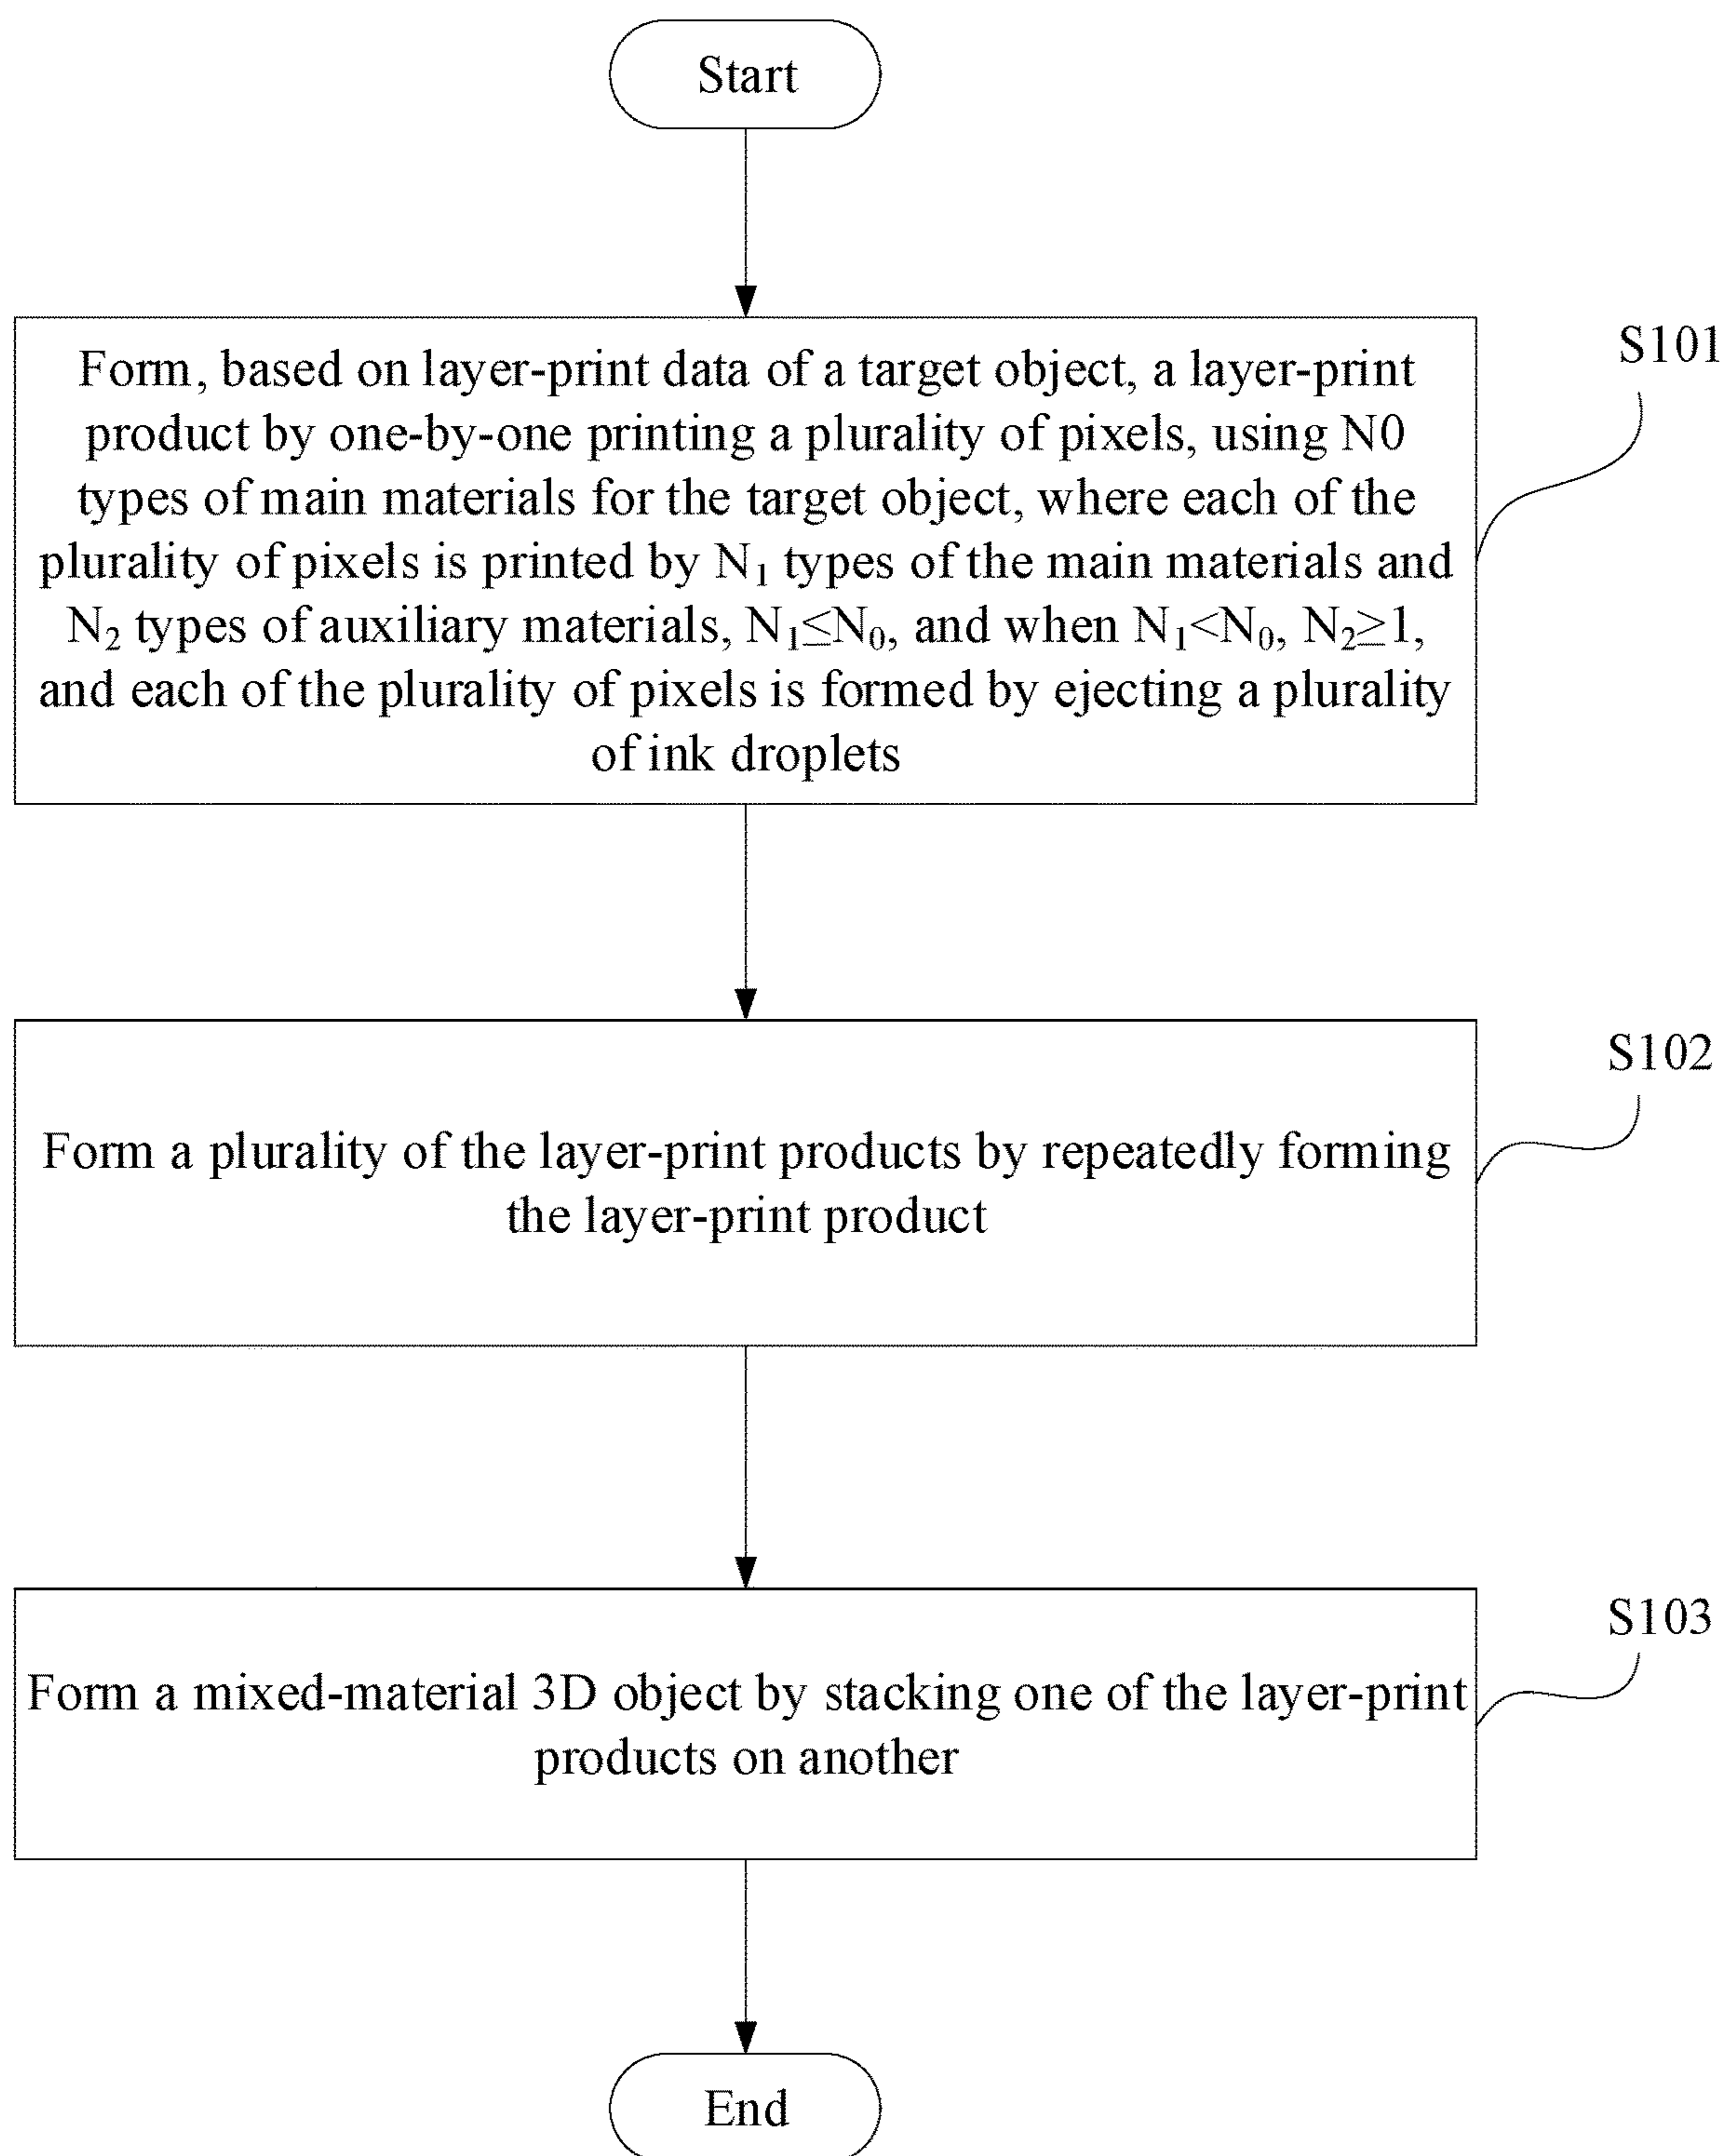 Start
S101
Form, based on layer-print data of a target object, a layer-print
product by one-by-one printing a plurality of pixels, using N0
types of main materials for the target object, where each of the
plurality of pixels is printed by N₁ types of the main materials and
N₂ types of auxiliary materials, N₁≤N₀, and when N₁<N₀, N₂≥1,
and each of the plurality of pixels is formed by ejecting a plurality
of ink droplets
S102
Form a plurality of the layer-print products by repeatedly forming
the layer-print product
S103
Form a mixed-material 3D object by stacking one of the layer-print
products on another
End